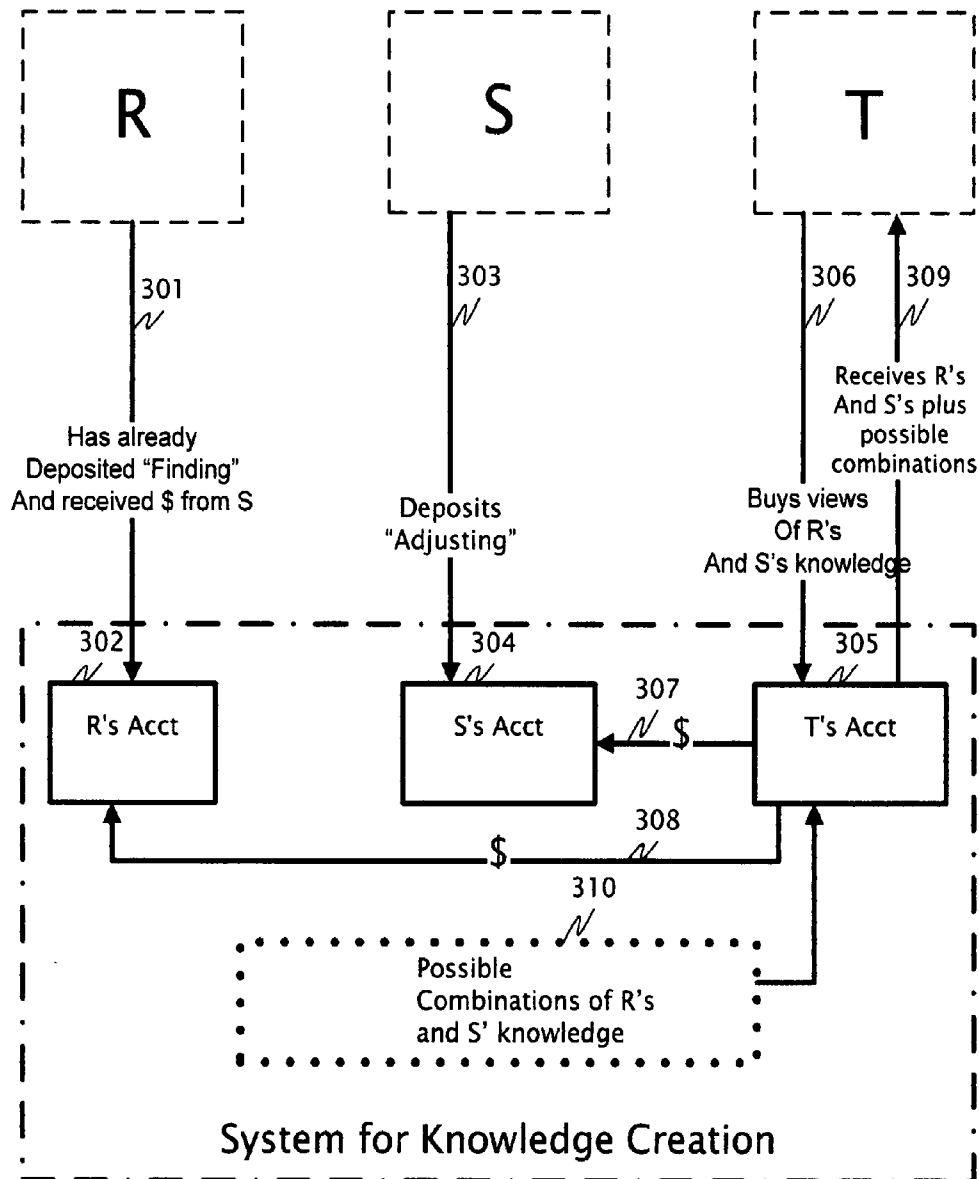 R
S
T
301
303
306
309
Has already
Deposited “Finding”
And received $ from S
Deposits
“Adjusting”
Buys views
Of R's
And S's knowledge
Receives R's
And S's plus
possible
combinations
302
304
305
R's Acct
S's Acct
T's Acct
307
$
308
$
310
Possible
Combinations of R's
and S' knowledge
System for Knowledge Creation